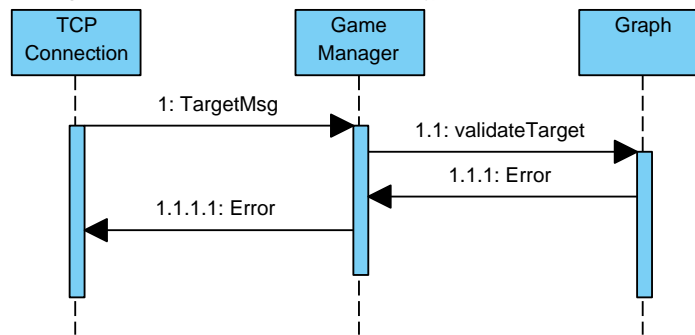 TCP
Connection
Game
Manager
Graph
1: TargetMsg
1.1: validateTarget
1.1.1: Error
1.1.1.1: Error